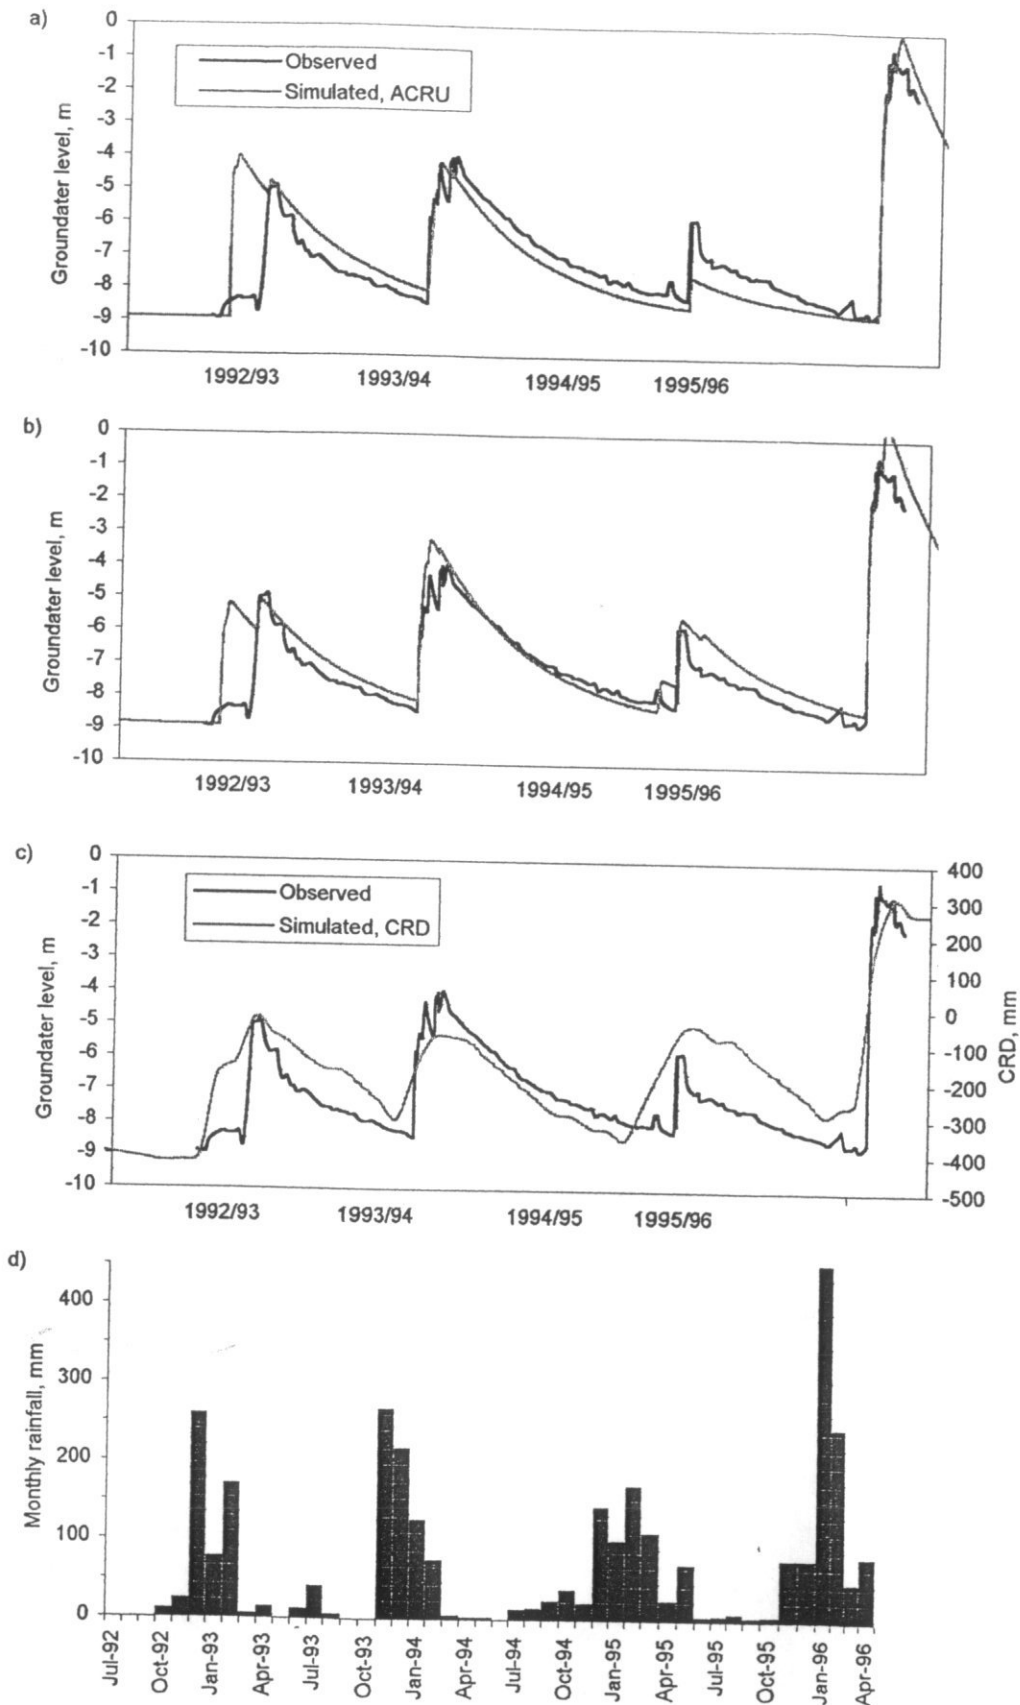 a)
0
-1
-2
-3
-4
-5
-6
-7
-8
-9
-10
Groundater level, m
Observed
Simulated, ACRU
1992/93 1993/94 1994/95 1995/96
b)
0
-1
-2
-3
-4
-5
-6
-7
-8
-9
-10
Groundater level, m
1992/93 1993/94 1994/95 1995/96
c)
0
-1
-2
-3
-4
-5
-6
-7
-8
-9
-10
Groundater level, m
Observed
Simulated, CRD
400
300
200
100
0
-100
-200
-300
-400
-500
CRD, mm
1992/93 1993/94 1994/95 1995/96
d)
400
300
200
100
0
Monthly rainfall, mm
Jul-92 Oct-92 Jan-93 Apr-93 Jul-93 Oct-93 Jan-94 Apr-94 Jul-94 Oct-94 Jan-95 Apr-95 Jul-95 Oct-95 Jan-96 Apr-96